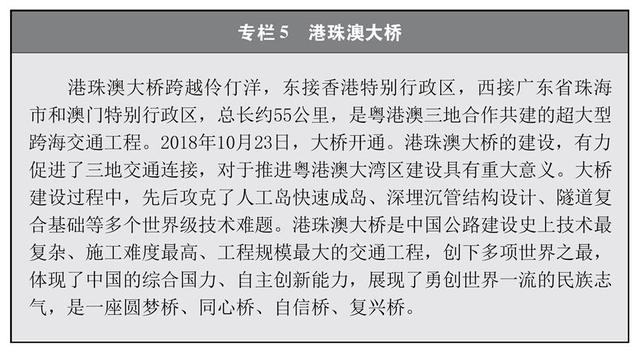 专栏5 港珠澳大桥
港珠澳大桥跨越伶仃洋，东接香港特别行政区，西接广东省珠海
市和澳门特别行政区，总长约55公里，是粤港澳三地合作共建的超大型
跨海交通工程。2018年10月23日，大桥开通。港珠澳大桥的建设，有力
促进了三地交通连接，对于推进粤港澳大湾区建设具有重大意义。大桥
建设过程中，先后攻克了人工岛快速成岛、深埋沉管结构设计、隧道复
合基础等多个世界级技术难题。港珠澳大桥是中国公路建设史上技术最
复杂、施工难度最高、工程规模最大的交通工程，创下多项世界之最，
体现了中国的综合国力、自主创新能力，展现了勇创世界一流的民族志
气，是一座圆梦桥、同心桥、自信桥、复兴桥。